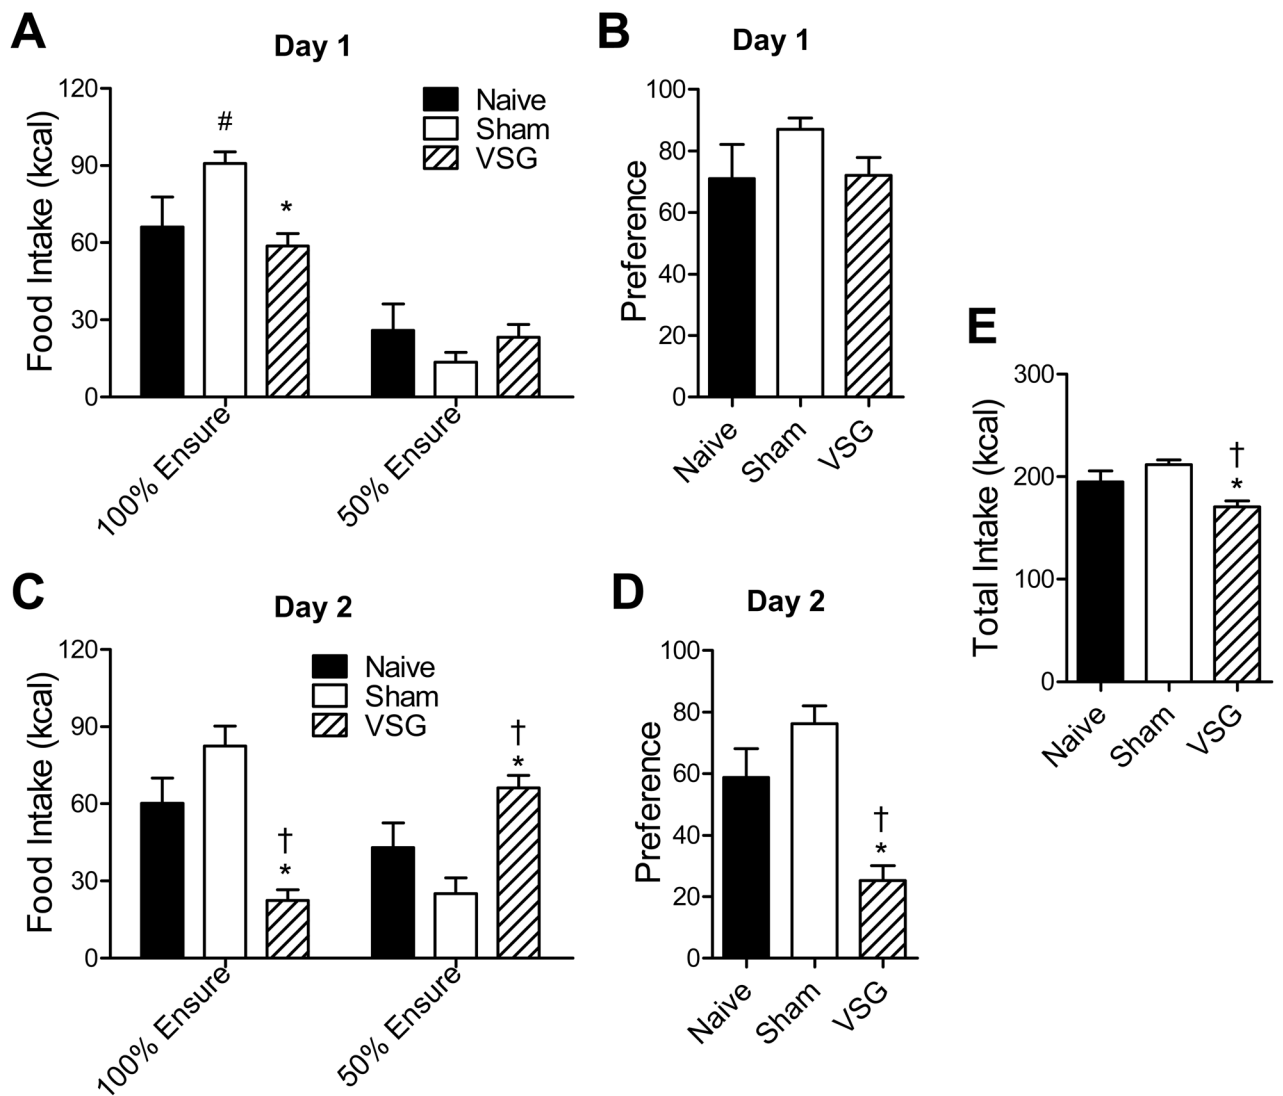 A
Day 1
Food Intake (kcal)
120
90
60
30
0
#
*
Naive
Sham
VSG
100% Ensure
50% Ensure
B
Day 1
Preference
100
80
60
40
20
0
Naive
Sham
VSG
C
Day 2
Food Intake (kcal)
120
90
60
30
0
Naive
Sham
VSG
†
*
†
*
100% Ensure
50% Ensure
D
Day 2
Preference
100
80
60
40
20
0
†
*
Naive
Sham
VSG
E
Total Intake (kcal)
300
200
100
0
†
*
Naive
Sham
VSG